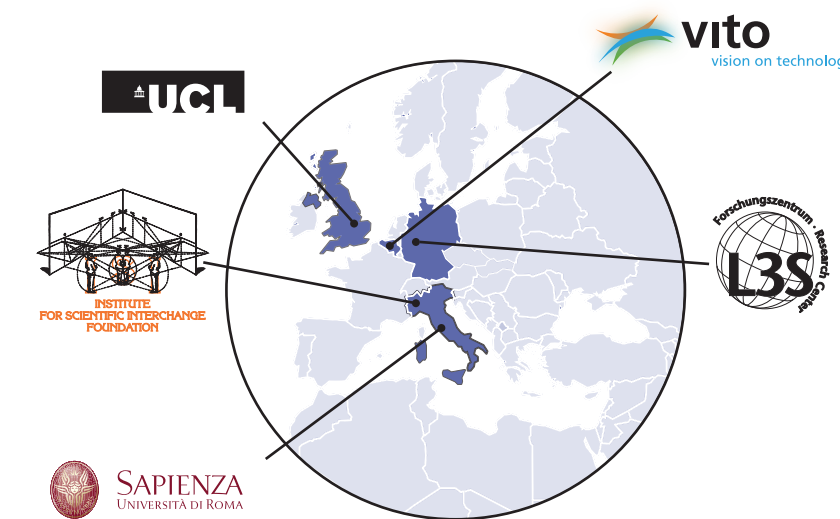 vito
vision on technolog
UCL
Forschungszentrum · Research Center
L3S
INSTITUTE
FOR SCIENTIFIC INTERCHANGE
FOUNDATION
SAPIENZA
UNIVERSITÀ DI ROMA